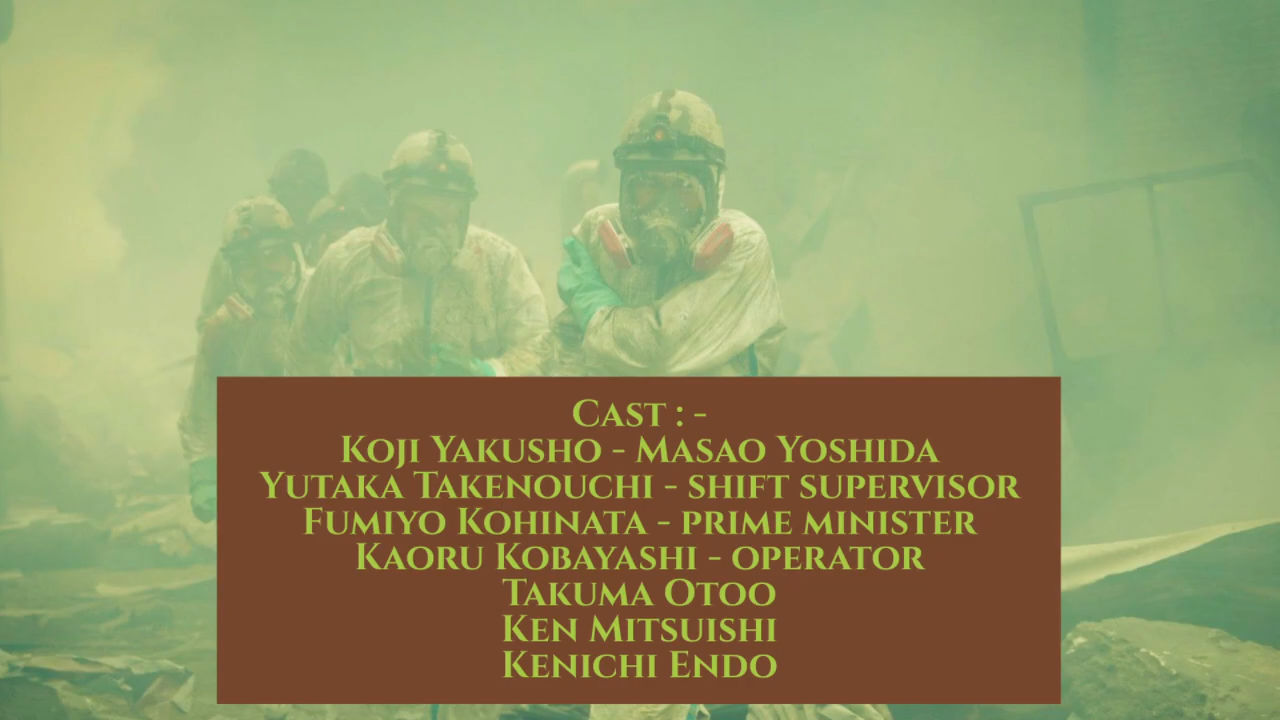 Cast : -
Koji Yakusho - Masao Yoshida
Yutaka Takenouchi - shift supervisor
Fumiyo Kohinata - prime minister
Kaoru Kobayashi - operator
Takuma Otoo
Ken Mitsuishi
Kenichi Endo